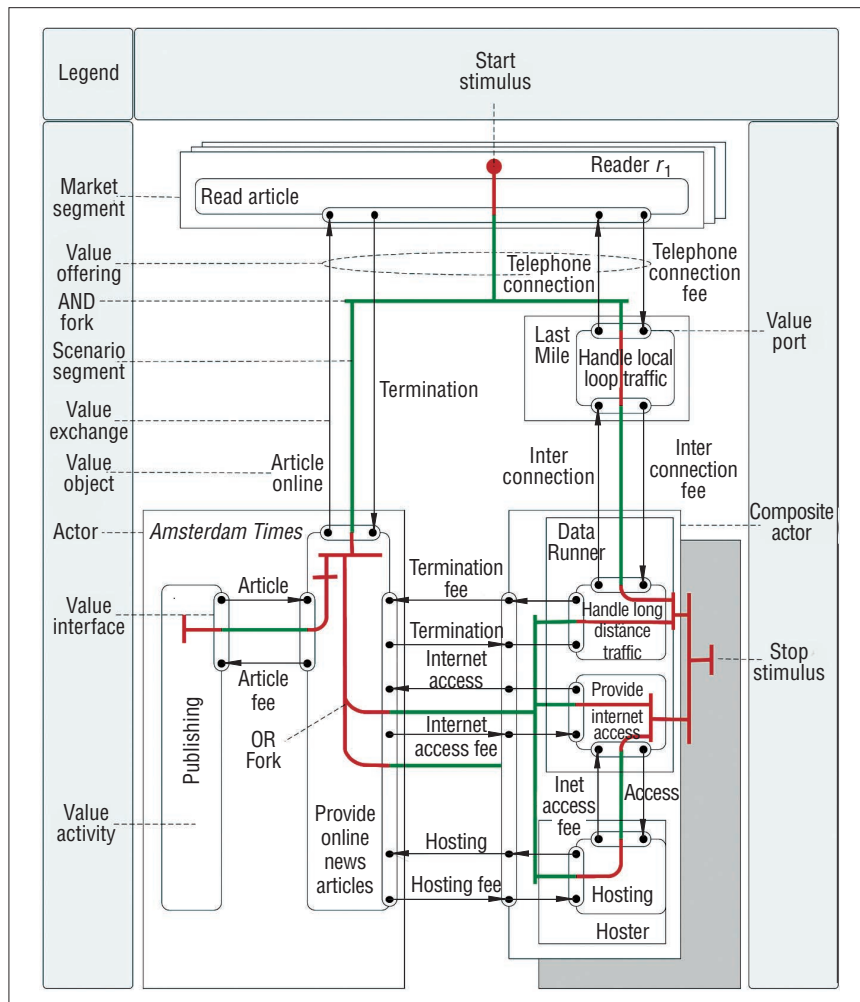 Legend
Start
stimulus
Reader r1
Read article
Market
segment
Value
offering
Telephone
connection
Telephone
connection
fee
AND
fork
Last
Mile
Handle local
loop traffic
Value
port
Scenario
segment
Termination
Value
exchange
Value
object
Article
online
Inter
connection
Inter
connection
fee
Actor
Amsterdam Times
Data
Runner
Composite
actor
Article
Termination
fee
Handle long
distance
traffic
Value
interface
Termination
Article
fee
Internet
access
Provide
internet
access
Stop
stimulus
Publishing
OR
Fork
Internet
access fee
Inet
access
fee
Access
Value
activity
Provide
online
news
articles
Hosting
Hosting fee
Hosting
Hoster